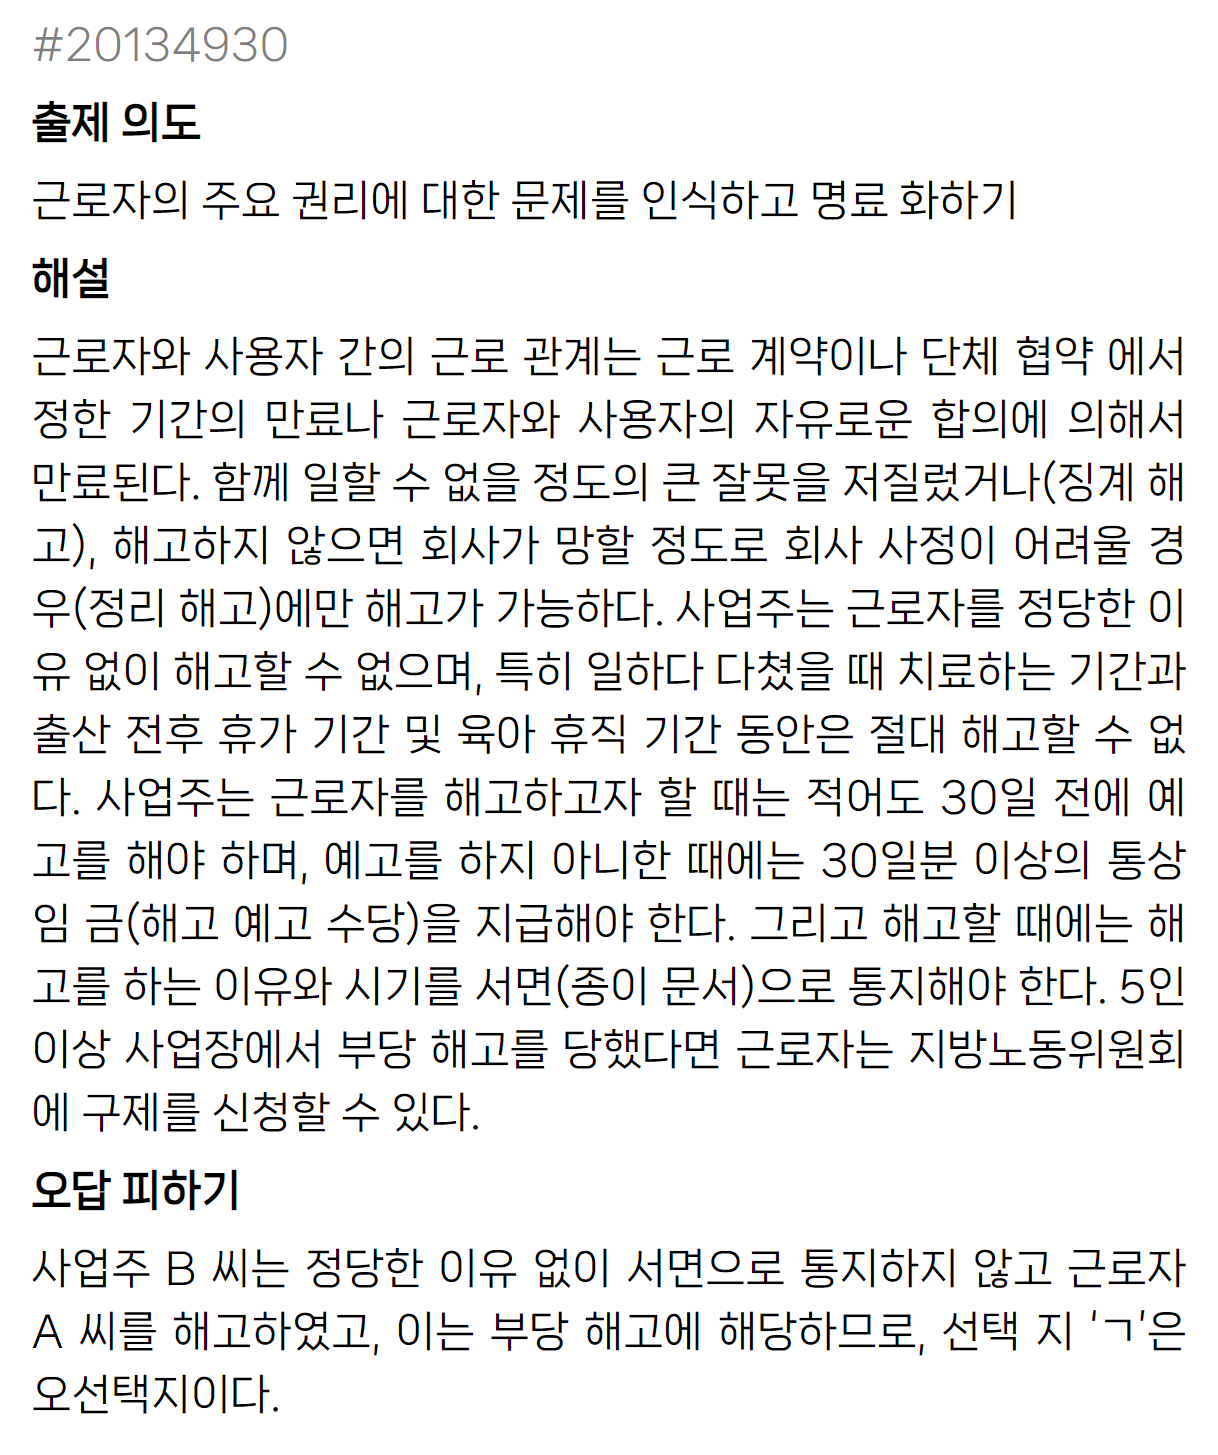 #20134930
출제 의도
근로자의 주요 권리에 대한 문제를 인식하고 명료 화하기
해설
근로자와 사용자 간의 근로 관계는 근로 계약이나 단체 협약 에서
정한 기간의 만료나 근로자와 사용자의 자유로운 합의에 의해서
만료된다. 함께 일할 수 없을 정도의 큰 잘못을 저질렀거나(징계 해
고), 해고하지 않으면 회사가 망할 정도로 회사 사정이 어려울 경
우(정리 해고)에만 해고가 가능하다. 사업주는 근로자를 정당한 이
유 없이 해고할 수 없으며, 특히 일하다 다쳤을 때 치료하는 기간과
출산 전후 휴가 기간 및 육아 휴직 기간 동안은 절대 해고할 수 없
다. 사업주는 근로자를 해고하고자 할 때는 적어도 30일 전에 예
고를 해야 하며, 예고를 하지 아니한 때에는 30일분 이상의 통상
임 금(해고 예고 수당)을 지급해야 한다. 그리고 해고할 때에는 해
고를 하는 이유와 시기를 서면(종이 문서)으로 통지해야 한다. 5인
이상 사업장에서 부당 해고를 당했다면 근로자는 지방노동위원회
에 구제를 신청할 수 있다.
오답 피하기
사업주 B 씨는 정당한 이유 없이 서면으로 통지하지 않고 근로자
A 씨를 해고하였고, 이는 부당 해고에 해당하므로, 선택 지 'ㄱ'은
오선택지이다.